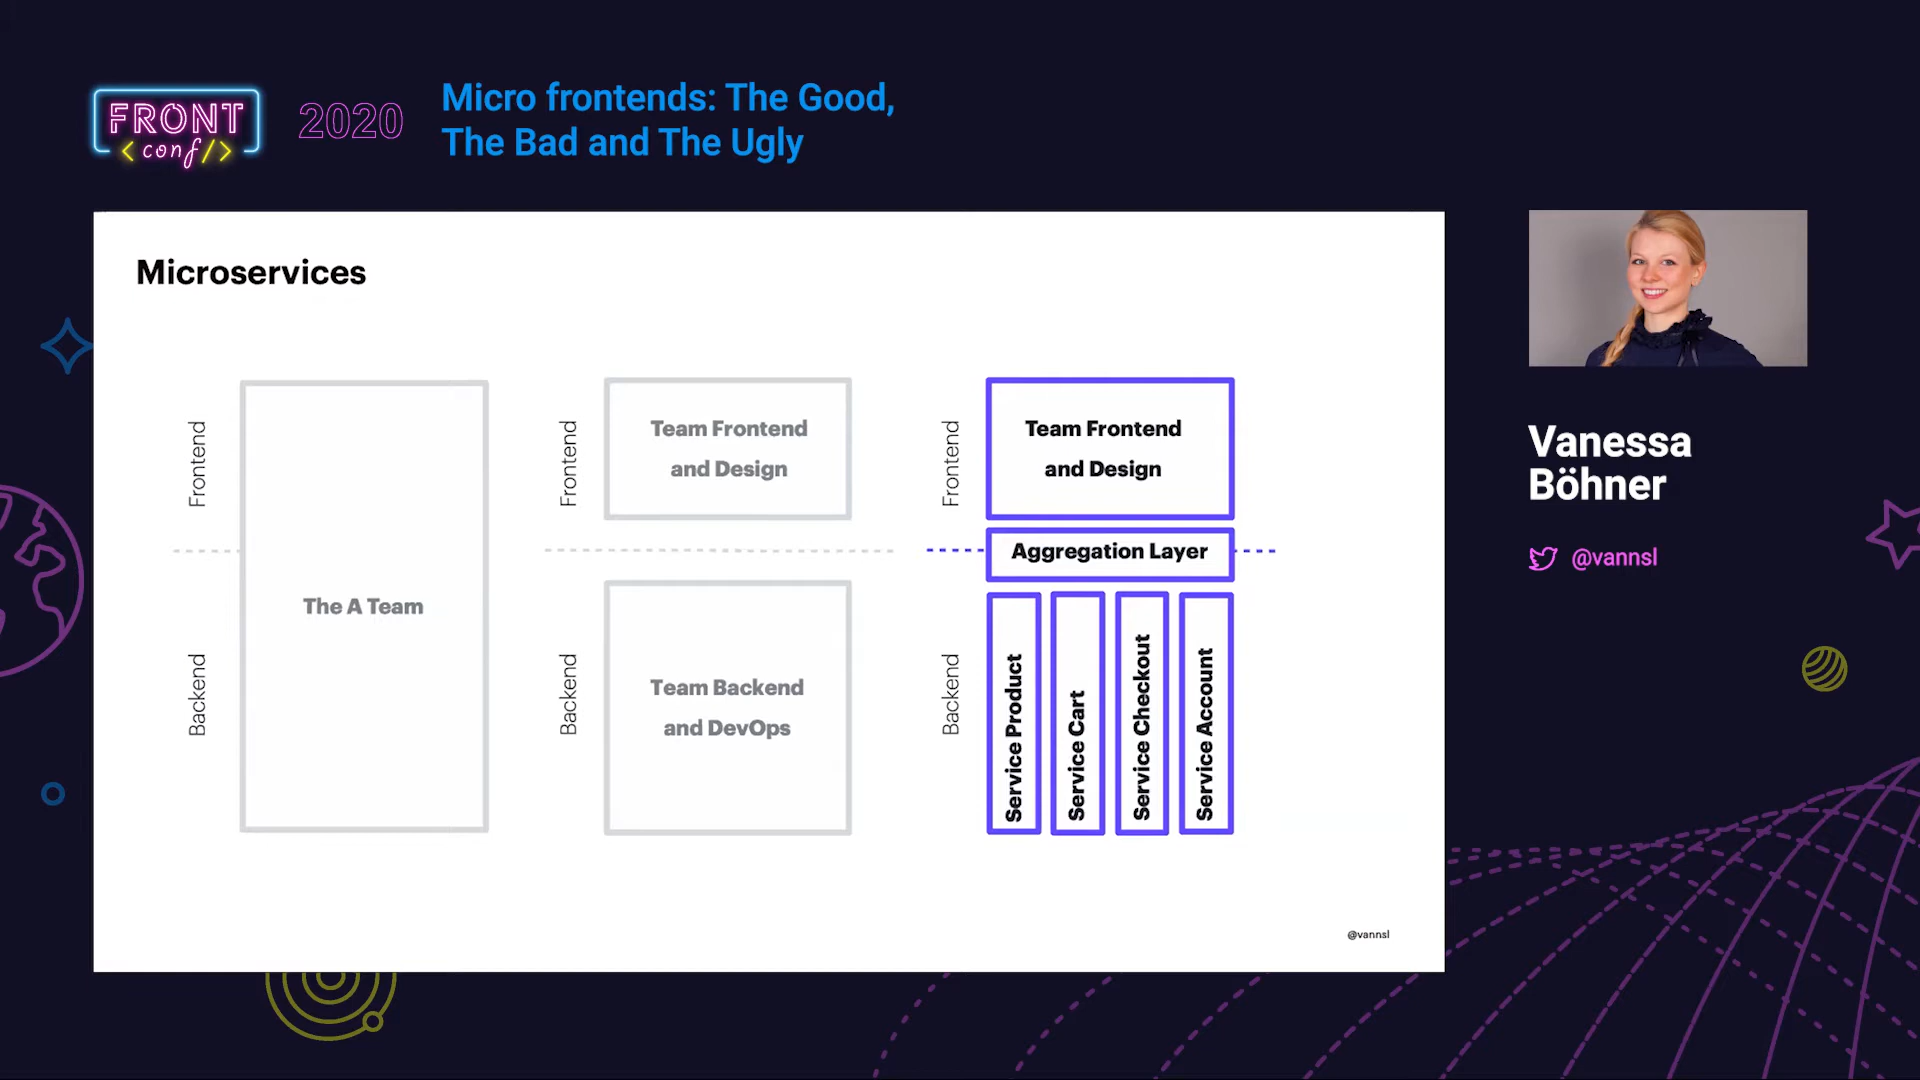 FRONT
<conf/>
2020
Micro frontends: The Good,
The Bad and The Ugly
Microservices
Frontend
Backend
The A Team
Frontend
Backend
Team Frontend
and Design
Team Backend
and DevOps
Frontend
Backend
Team Frontend
and Design
Aggregation Layer
Service Product
Service Cart
Service Checkout
Service Account
@vannsl
Vanessa
Böhner
@vannsl